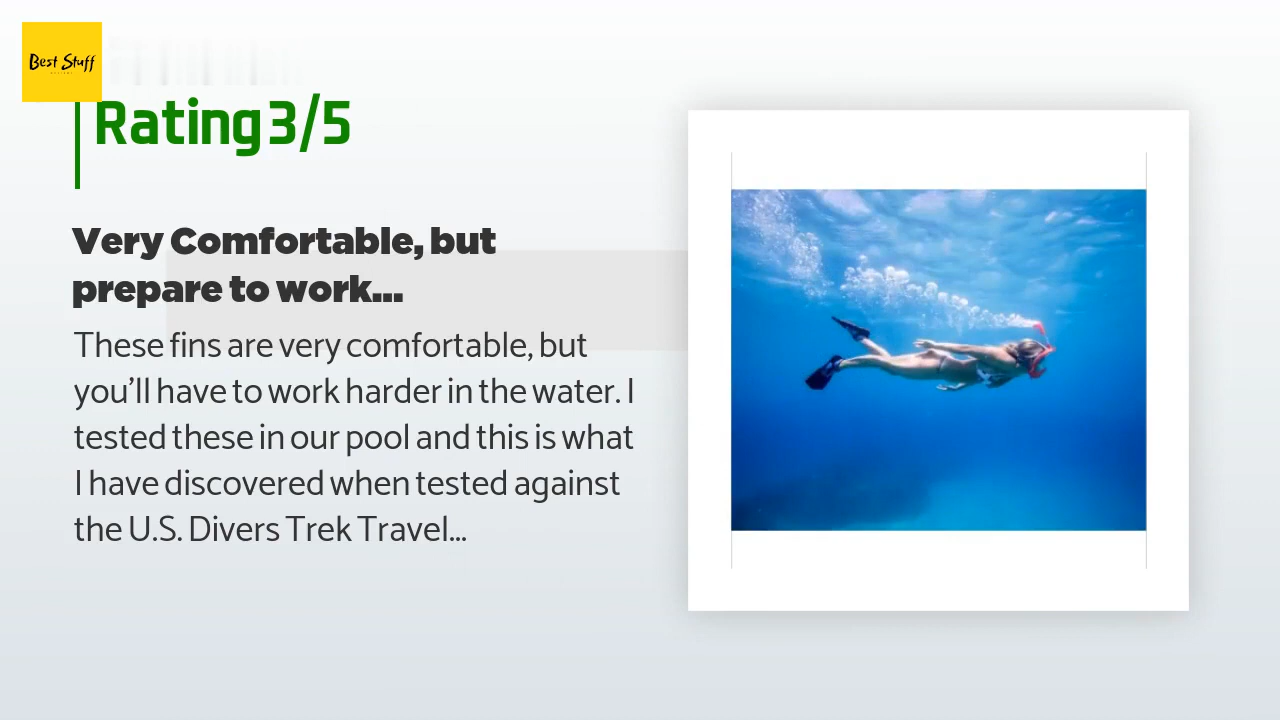 Best Stuff
Rating 3/5
Very Comfortable, but
prepare to work...
These fins are very comfortable, but
you'll have to work harder in the water. I
tested these in our pool and this is what
I have discovered when tested against
the U.S. Divers Trek Travel...